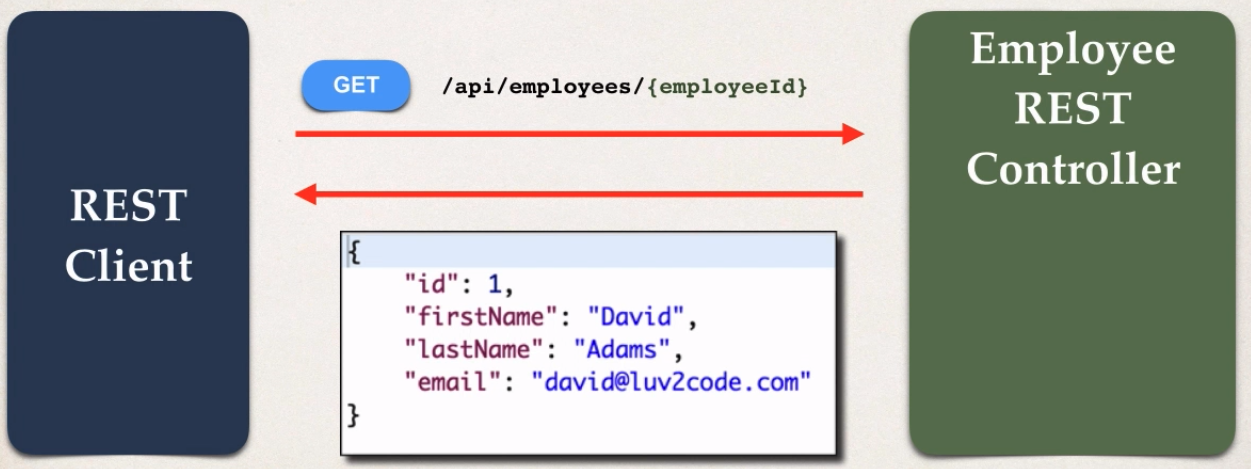 REST
Client
GET /api/employees/{employeeId}
{
    "id": 1,
    "firstName": "David",
    "lastName": "Adams",
    "email": "david@luv2code.com"
}
Employee
REST
Controller